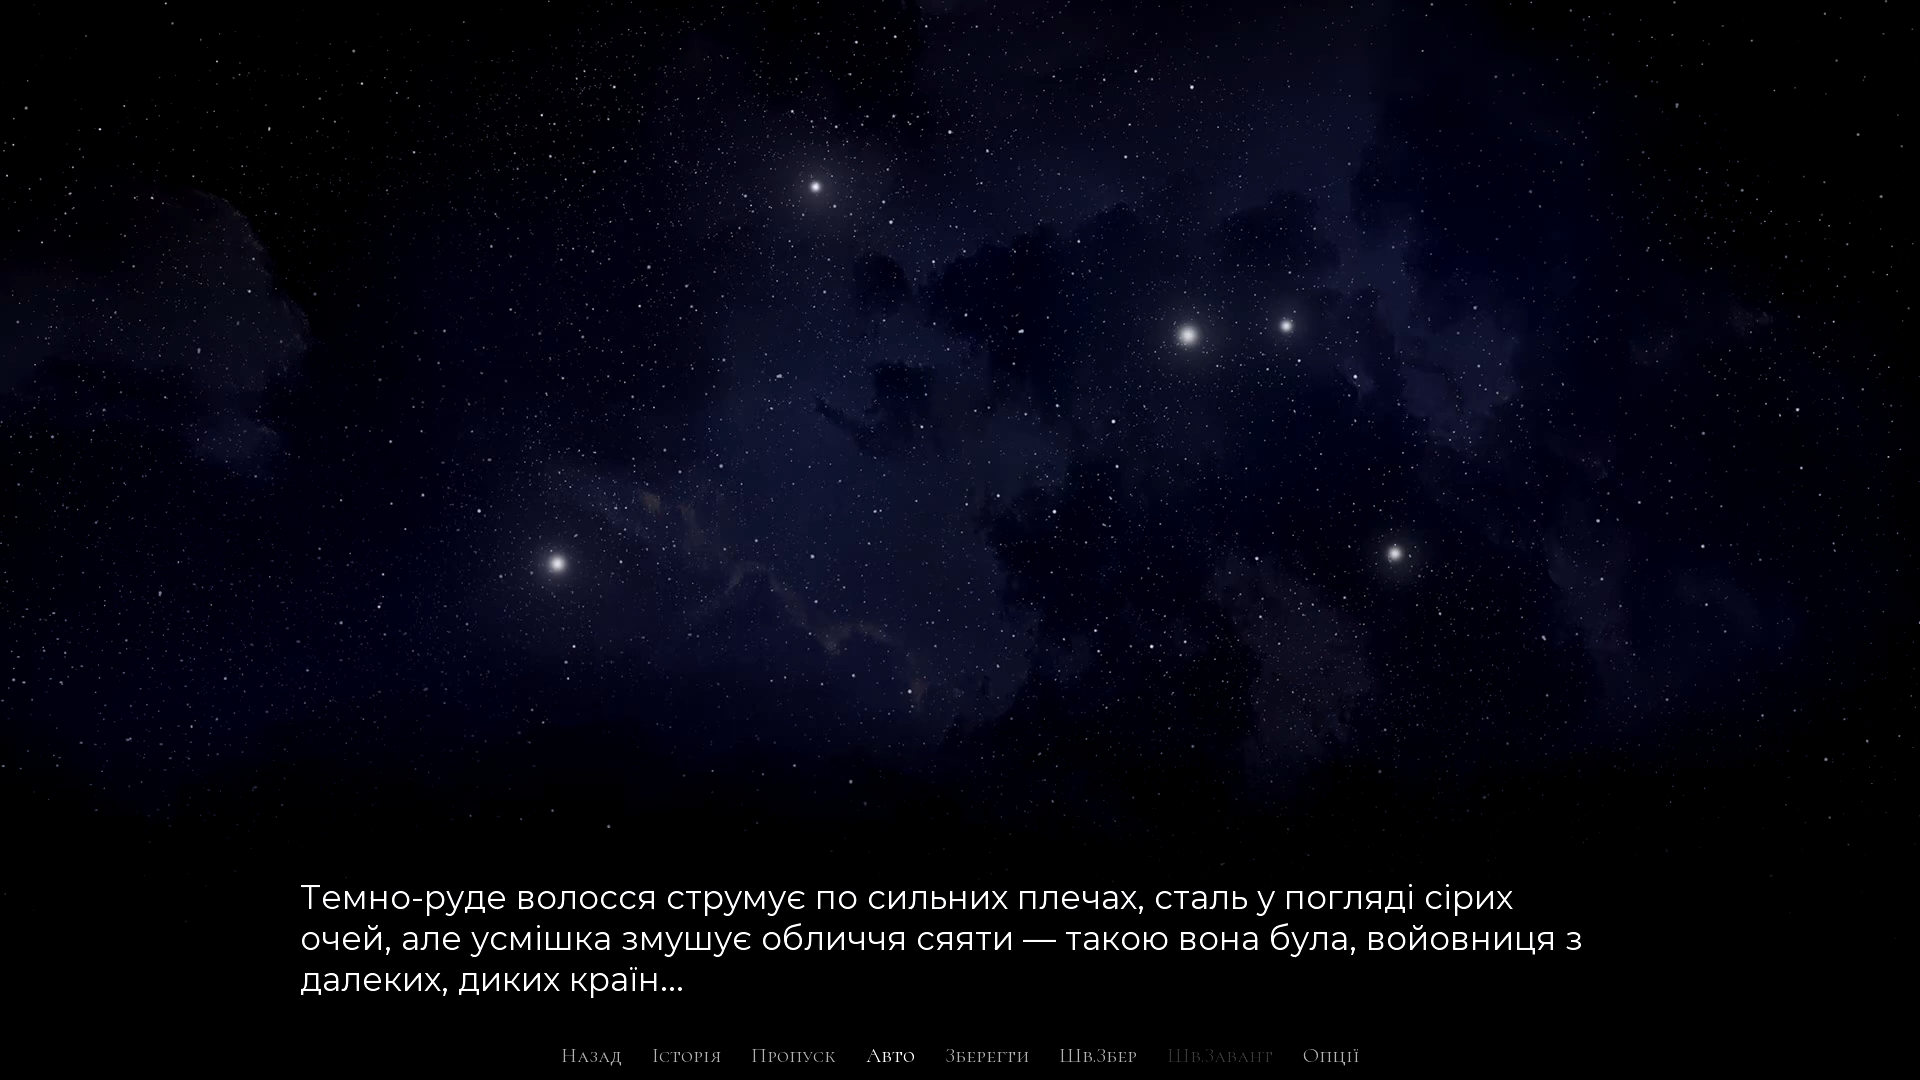 Темно-руде волосся струмує по сильних плечах, сталь у погляді сірих
очей, але усмішка змушує обличчя сяяти — такою вона була, войовниця з
далеких, диких країн...
Назад Історія Пропуск Авто Зберегти Шв.Збер Шв.Завант Опції